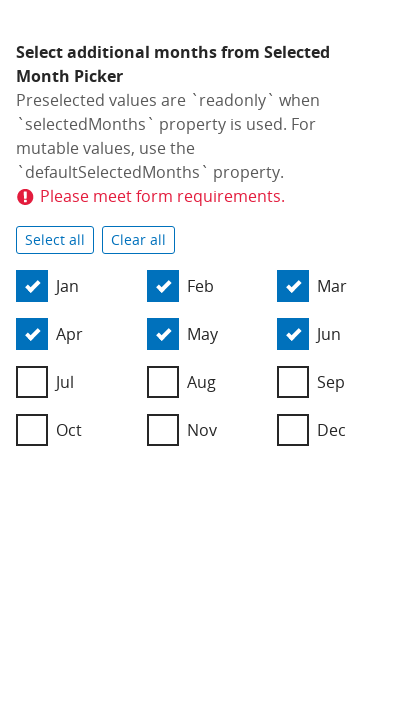 Select additional months from Selected
Month Picker
Preselected values are `readonly` when
`selectedMonths` property is used. For
mutable values, use the
`defaultSelectedMonths` property.
Please meet form requirements.
Select all Clear all
Jan Feb Mar
Apr May Jun
Jul Aug Sep
Oct Nov Dec